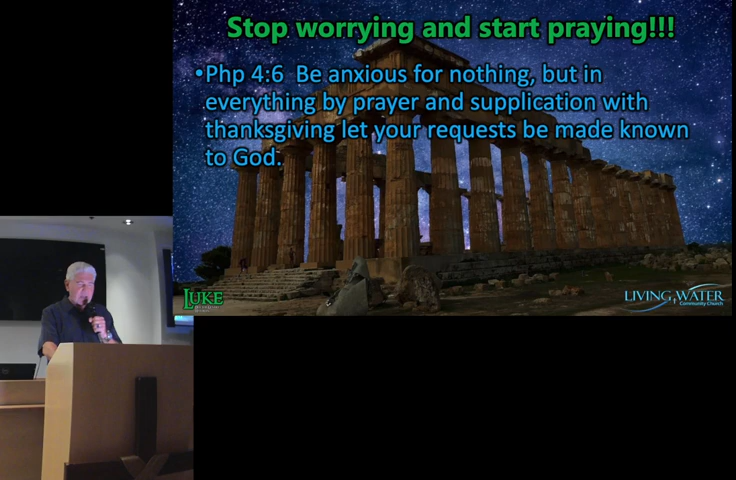 Stop worrying and start praying!!!
•Php 4:6 Be anxious for nothing, but in
everything by prayer and supplication with
thanksgiving let your requests be made known
to God.
LUKE
LIVING WATER
Community Church